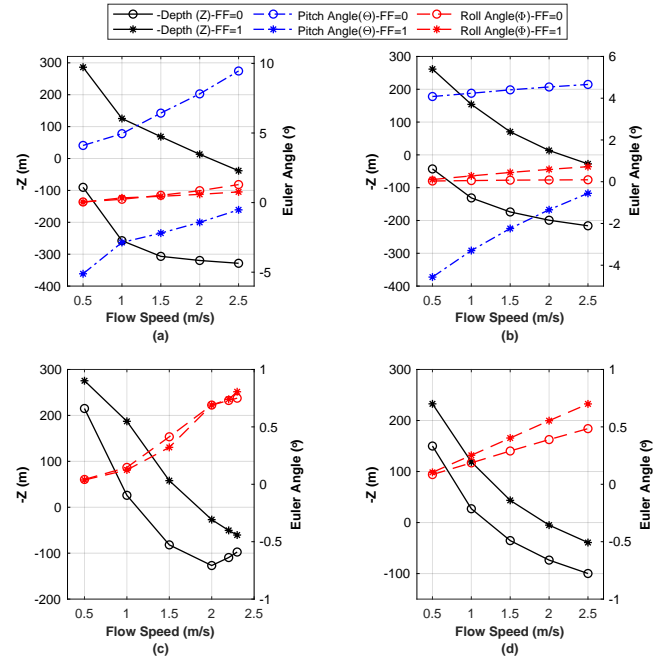 -Depth (Z)-FF=0 Pitch Angle(Θ)-FF=0 Roll Angle(Φ)-FF=0
-Depth (Z)-FF=1 Pitch Angle(Θ)-FF=1 Roll Angle(Φ)-FF=1
300 200 100 0 -100 -200 -300 -400
-Z (m)
10 5 0 -5
Euler Angle (º)
0.5 1 1.5 2 2.5
Flow Speed (m/s)
(a)
300 200 100 0 -100 -200 -300 -400
-Z (m)
6 4 2 0 -2 -4
Euler Angle (º)
0.5 1 1.5 2 2.5
Flow Speed (m/s)
(b)
300 200 100 0 -100 -200
-Z (m)
1 0.5 0 -0.5 -1
Euler Angle (º)
0.5 1 1.5 2 2.5
Flow Speed (m/s)
(c)
300 200 100 0 -100
-Z (m)
1 0.5 0 -0.5 -1
Euler Angle (º)
0.5 1 1.5 2 2.5
Flow Speed (m/s)
(d)